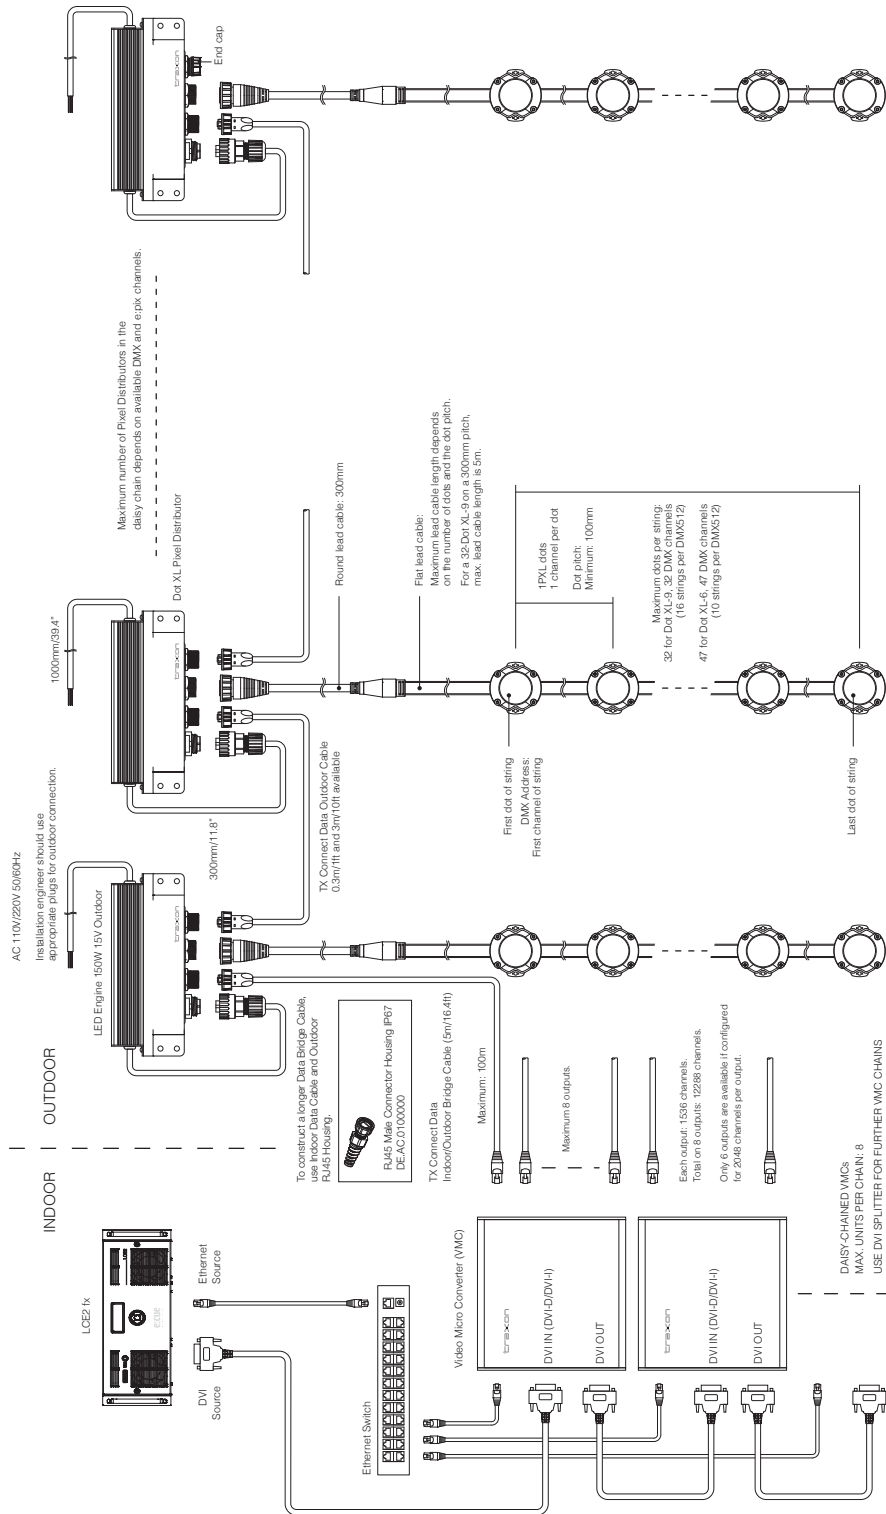 INDOOR
OUTDOOR
LCE2 fx
e:cue
DVI
Source
Ethernet
Source
Ethernet Switch
Video Micro Converter (VMC)
traxon
DVI IN (DVI-D/DVI-I)
DVI OUT
traxon
DVI IN (DVI-D/DVI-I)
DVI OUT
DAISY-CHAINED VMCs
MAX. UNITS PER CHAIN: 8
USE DVI SPLITTER FOR FURTHER VMC CHAINS
AC 110V/220V 50/60Hz
Installation engineer should use
appropriate plugs for outdoor connection.
LED Engine 150W 15V Outdoor
traxon
To construct a longer Data Bridge Cable,
use Indoor Data Cable and Outdoor
RJ45 Housing.
RJ45 Male Connector Housing IP67
DE.AC.0100000
TX Connect Data
Indoor/Outdoor Bridge Cable (5m/16.4ft)
Maximum: 100m
Maximum 8 outputs.
Each output: 1536 channels.
Total on 8 outputs: 12288 channels.
Only 6 outputs are available if configured
for 2048 channels per output.
1000mm/39.4"
300mm/11.8"
traxon
Dot XL Pixel Distributor
TX Connect Data Outdoor Cable
0.3m/1ft and 3m/10ft available
Round lead cable: 300mm
Flat lead cable:
Maximum lead cable length depends
on the number of dots and the dot pitch.
For a 32-Dot XL-9 on a 300mm pitch,
max. lead cable length is 5m.
First dot of string
DMX Address:
First channel of string
1PXL dots
1 channel per dot
Dot pitch:
Minimum: 100mm
Maximum dots per string:
32 for Dot XL-9, 32 DMX channels
(16 strings per DMX512)
47 for Dot XL-6, 47 DMX channels
(10 strings per DMX512)
Last dot of string
Maximum number of Pixel Distributors in the
daisy chain depends on available DMX and e:pix channels.
traxon
End cap